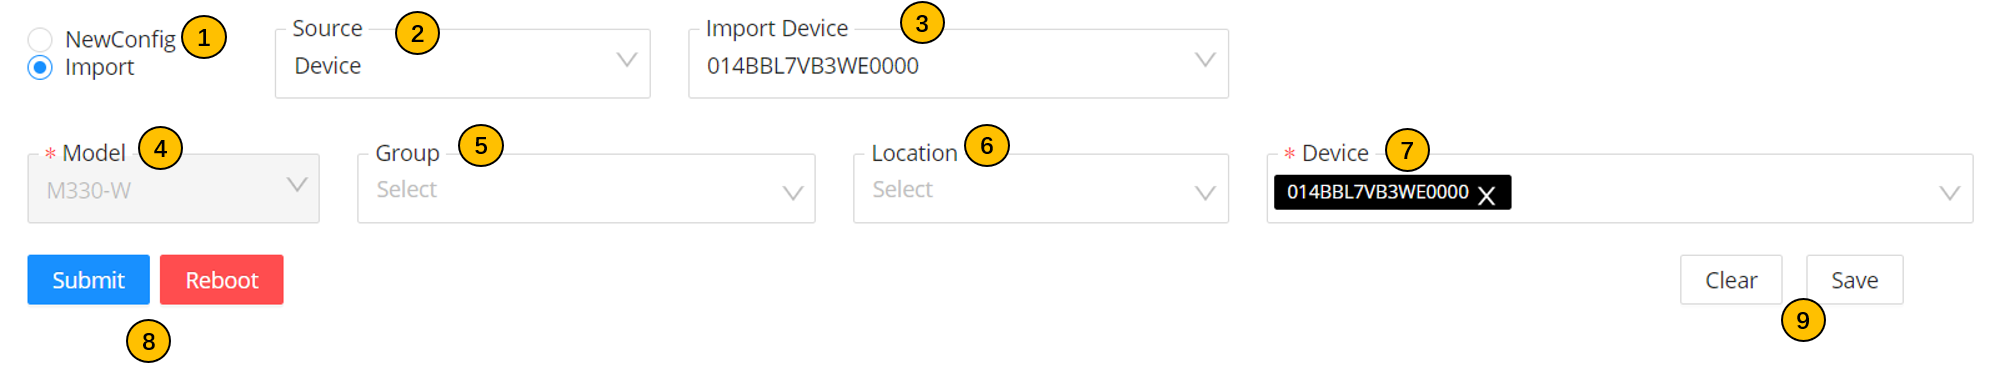 NewConfig 1
Import
Source 2
Device
Import Device 3
014BBL7VB3WE0000
* Model 4
M330-W
Group 5
Select
Location 6
Select
* Device 7
014BBL7VB3WE0000 X
Submit Reboot
8
Clear Save
9